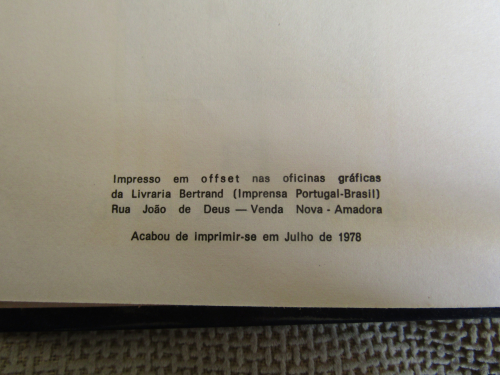 Impresso em offset nas oficinas gráficas
da Livraria Bertrand (Imprensa Portugal-Brasil)
Rua João de Deus — Venda Nova - Amadora
Acabou de imprimir-se em Julho de 1978